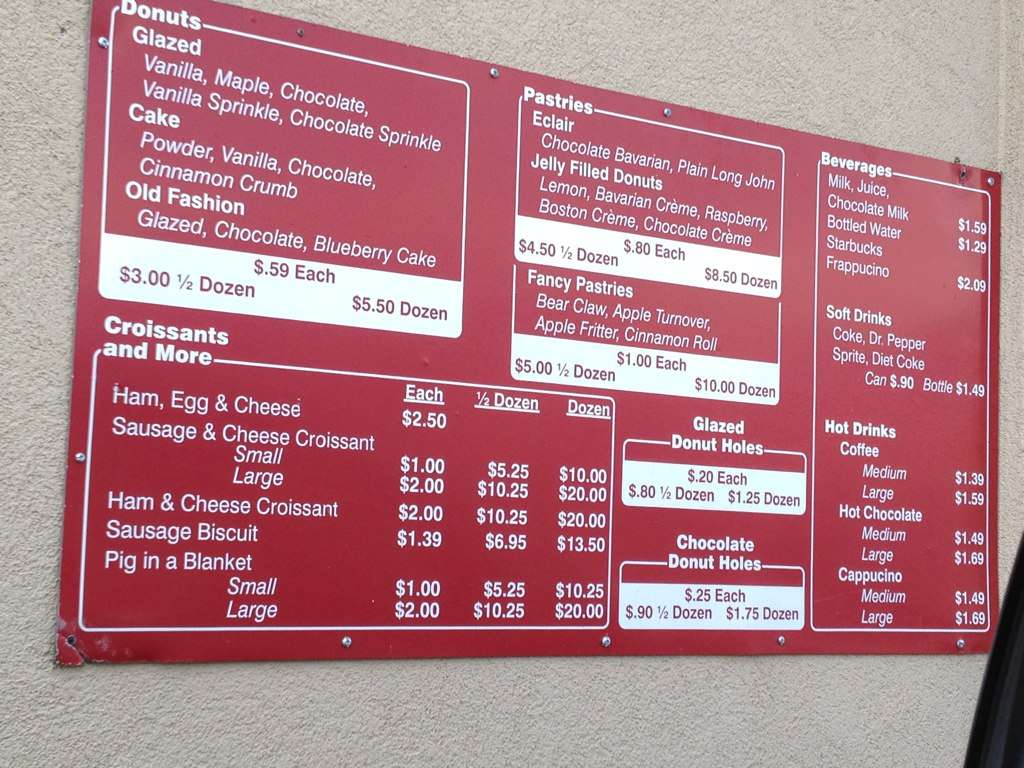 Donuts
Glazed
Vanilla, Maple, Chocolate,
Vanilla Sprinkle, Chocolate Sprinkle
Cake
Powder, Vanilla, Chocolate,
Cinnamon Crumb
Old Fashion
Glazed, Chocolate, Blueberry Cake
$.59 Each
$3.00 ½ Dozen $5.50 Dozen
Croissants
and More
Each ½ Dozen Dozen
Ham, Egg & Cheese $2.50
Sausage & Cheese Croissant
Small $1.00 $5.25 $10.00
Large $2.00 $10.25 $20.00
Ham & Cheese Croissant $2.00 $10.25 $20.00
Sausage Biscuit $1.39 $6.95 $13.50
Pig in a Blanket
Small $1.00 $5.25 $10.25
Large $2.00 $10.25 $20.00
Pastries
Eclair
Chocolate Bavarian, Plain Long John
Jelly Filled Donuts
Lemon, Bavarian Crème, Raspberry,
Boston Crème, Chocolate Crème
$.80 Each
$4.50 ½ Dozen $8.50 Dozen
Fancy Pastries
Bear Claw, Apple Turnover,
Apple Fritter, Cinnamon Roll
$1.00 Each
$5.00 ½ Dozen $10.00 Dozen
Glazed
Donut Holes
$.20 Each
$.80 ½ Dozen $1.25 Dozen
Chocolate
Donut Holes
$.25 Each
$.90 ½ Dozen $1.75 Dozen
Beverages
Milk, Juice,
Chocolate Milk $1.59
Bottled Water $1.29
Starbucks
Frappucino $2.09
Soft Drinks
Coke, Dr. Pepper
Sprite, Diet Coke
Can $.90 Bottle $1.49
Hot Drinks
Coffee
Medium $1.39
Large $1.59
Hot Chocolate
Medium $1.49
Large $1.69
Cappucino
Medium $1.49
Large $1.69